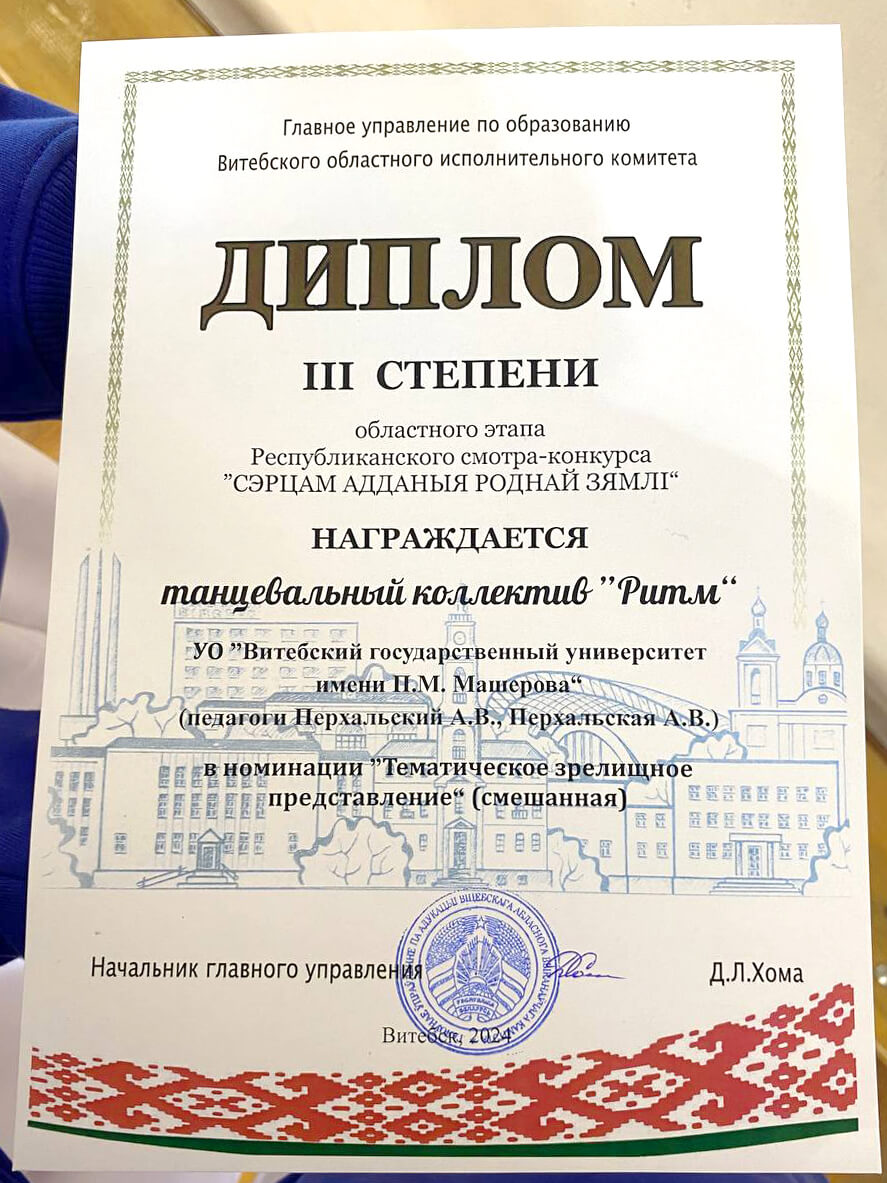 Главное управление по образованию
Витебского областного исполнительного комитета
ДИПЛОМ
III СТЕПЕНИ
областного этапа
Республиканского смотра-конкурса
”СЭРЦАМ АДДАНЫЯ РОДНАЙ ЗЯМЛІ“
НАГРАЖДАЕТСЯ
танцевальный коллектив ”Ритм“
УО ”Витебский государственный университет
имени П.М. Машерова“
(педагоги Перхальский А.В., Перхальская А.В.)
в номинации ”Тематическое зрелищное
представление“ (смешанная)
Начальник главного управления
Д.Л.Хома
Витебск, 2024